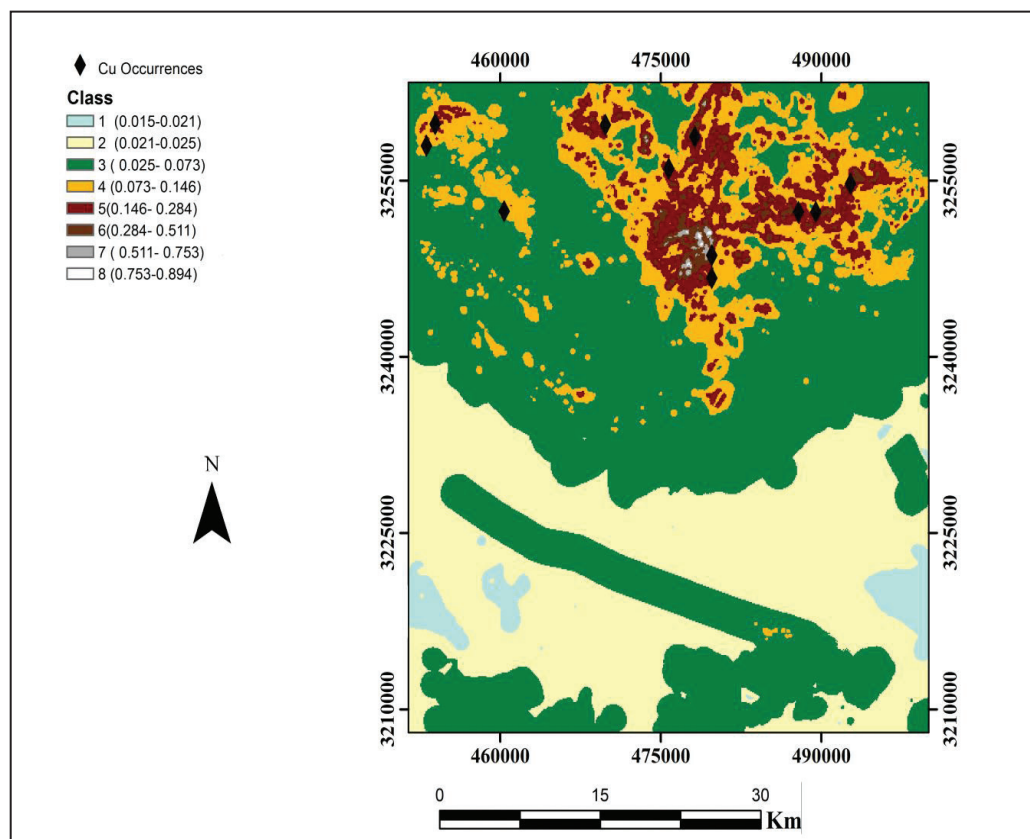 Cu Occurrences
Class
1 (0.015-0.021)
2 (0.021-0.025)
3 (0.025- 0.073)
4 (0.073- 0.146)
5(0.146- 0.284)
6(0.284- 0.511)
7 ( 0.511- 0.753)
8 (0.753-0.894)
N
460000 475000 490000
3255000 3255000
3240000 3240000
3225000 3225000
3210000 3210000
460000 475000 490000
0 15 30
Km